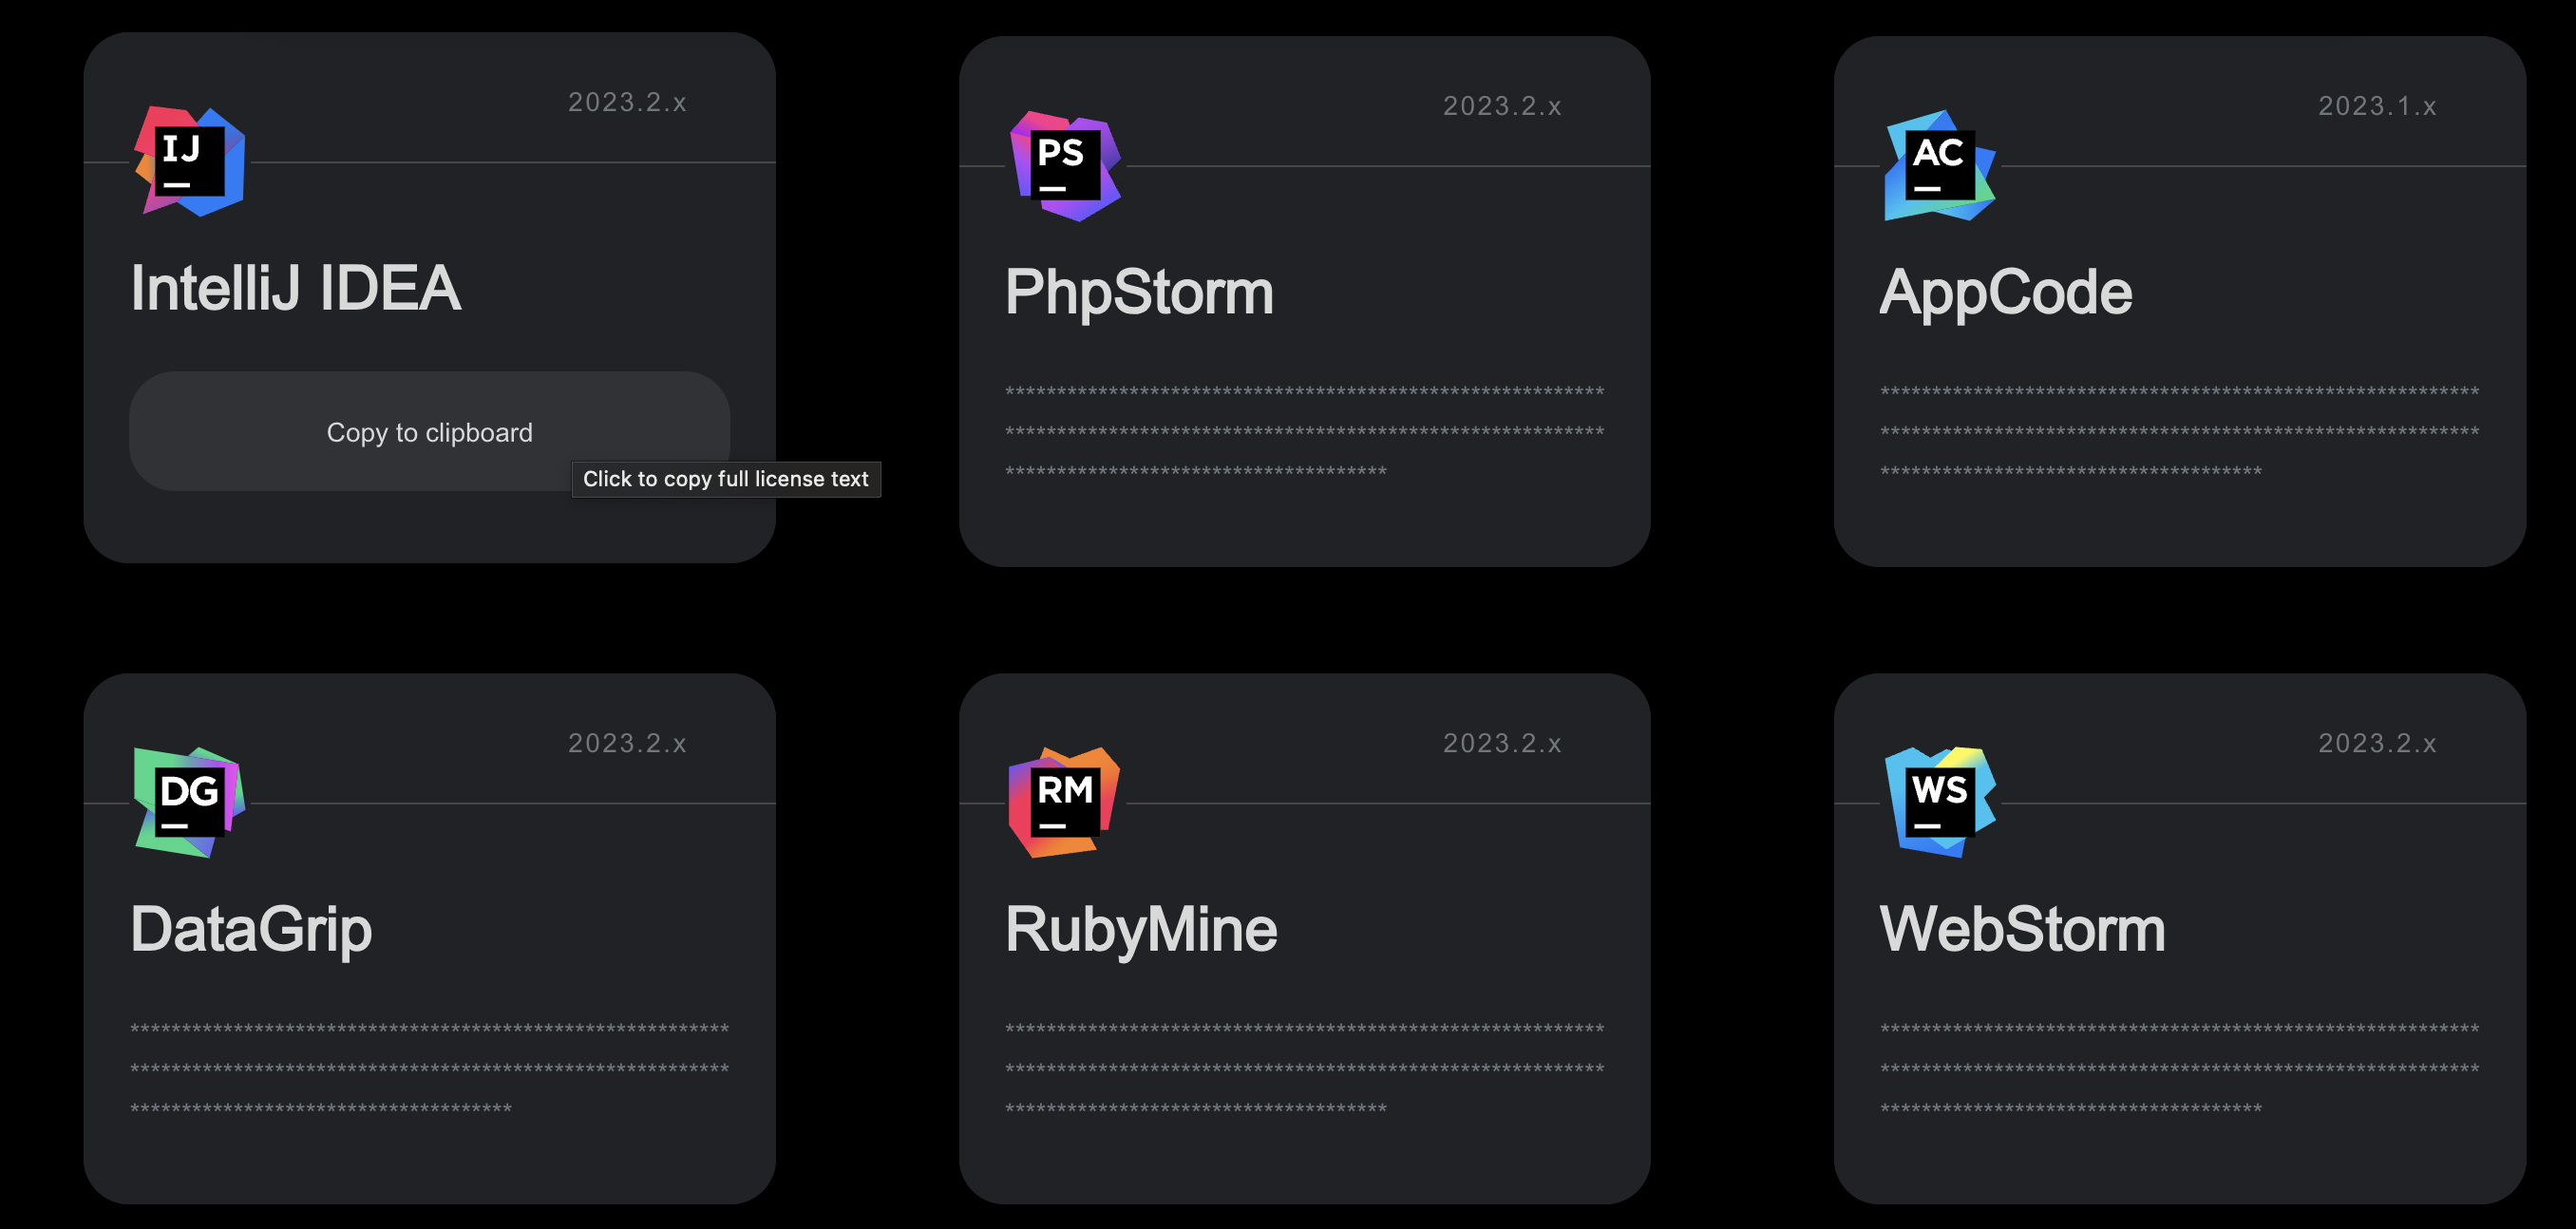 2023.2.x
IJ
IntelliJ IDEA
Copy to clipboard
Click to copy full license text
2023.2.x
PS
PhpStorm
**********************************************************
**********************************************************
*************************************
2023.1.x
AC
AppCode
**********************************************************
**********************************************************
*************************************
2023.2.x
DG
DataGrip
**********************************************************
**********************************************************
*************************************
2023.2.x
RM
RubyMine
**********************************************************
**********************************************************
*************************************
2023.2.x
WS
WebStorm
**********************************************************
**********************************************************
*************************************